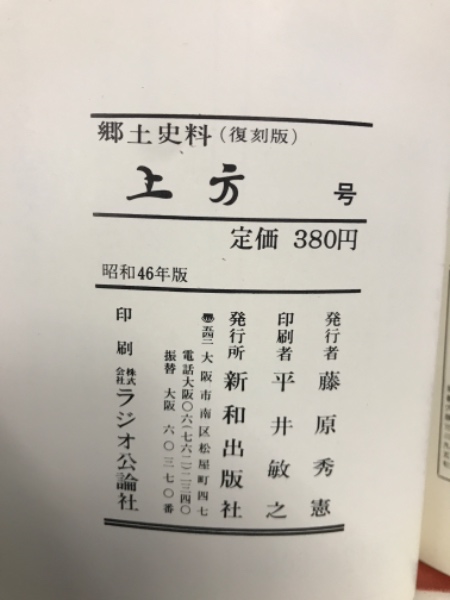 郷土史料(復刻版)
上方 号
定価 380円
昭和46年版
発行者 藤原秀憲
印刷者 平井敏之
発行所 新和出版社
〠五四二 大阪市南区松屋町四七
電話大阪〇六(七六二)二三四〇
振替 大阪 六〇三七〇番
印刷 株式会社 ラジオ公論社